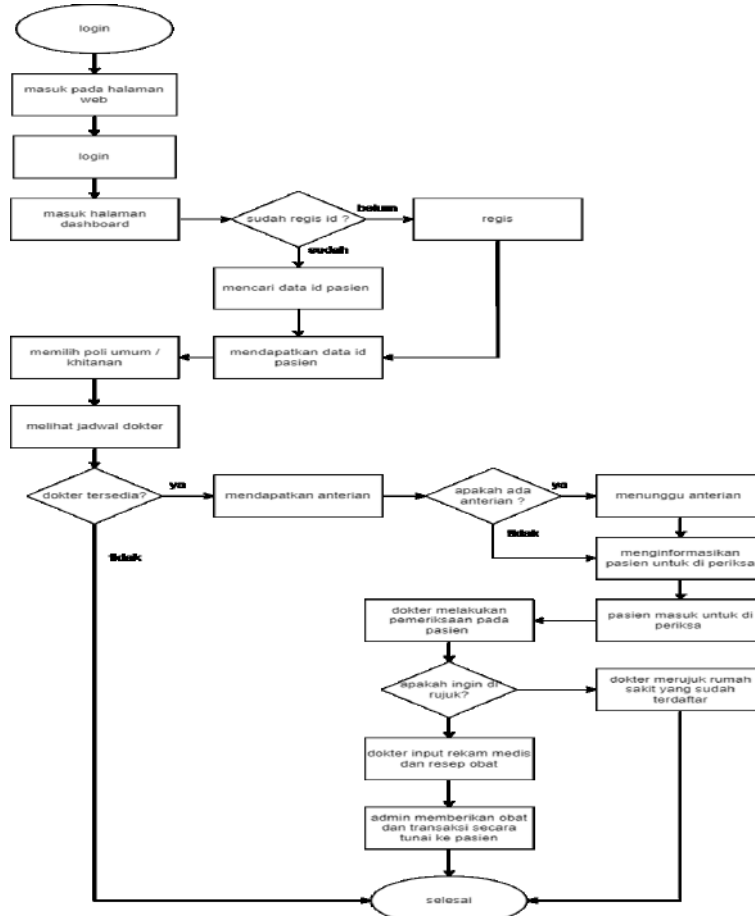 login
masuk pada halaman
web
login
masuk halaman
dashboard
sudah regis id ?
belum
regis
sudah
mencari data id pasien
memilih poli umum /
khitanan
mendapatkan data id
pasien
melihat jadwal dokter
dokter tersedia?
ya
mendapatkan anterian
apakah ada
anterian ?
ya
menunggu anterian
tidak
tidak
menginformasikan
pasien untuk di periksa
dokter melakukan
pemeriksaan pada
pasien
pasien masuk untuk di
periksa
apakah ingin di
rujuk?
dokter merujuk rumah
sakit yang sudah
terdaftar
dokter input rekam medis
dan resep obat
admin memberikan obat
dan transaksi secara
tunai ke pasien
selesai